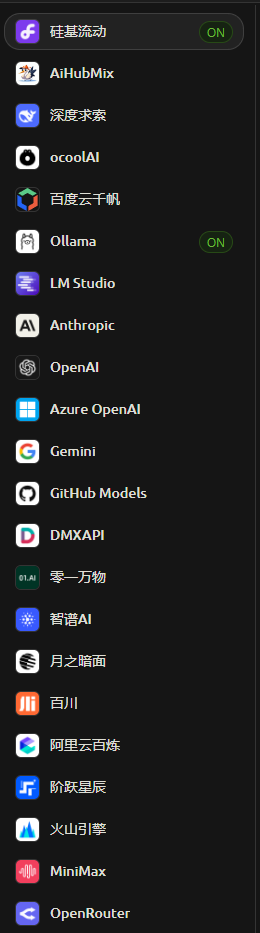 硅基流动 ON
AiHubMix
深度求索
ocoolAI
百度云千帆
Ollama ON
LM Studio
Anthropic
OpenAI
Azure OpenAI
Gemini
GitHub Models
DMXAPI
01.AI 零一万物
智谱AI
月之暗面
百川
阿里云百炼
阶跃星辰
火山引擎
MiniMax
OpenRouter